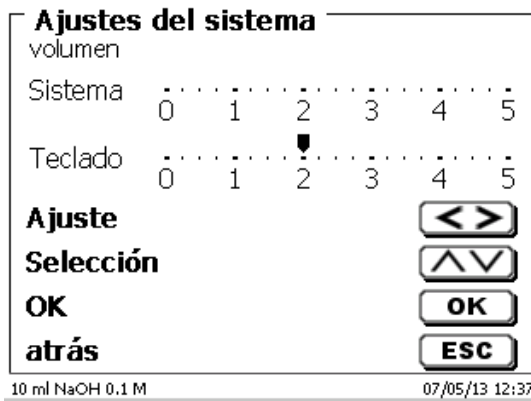 Ajustes del sistema
volumen
Sistema
0 1 2 3 4 5
Teclado
0 1 2 3 4 5
Ajuste < >
Selección ∧ ∨
OK OK
atrás ESC
10 ml NaOH 0.1 M 07/05/13 12:37